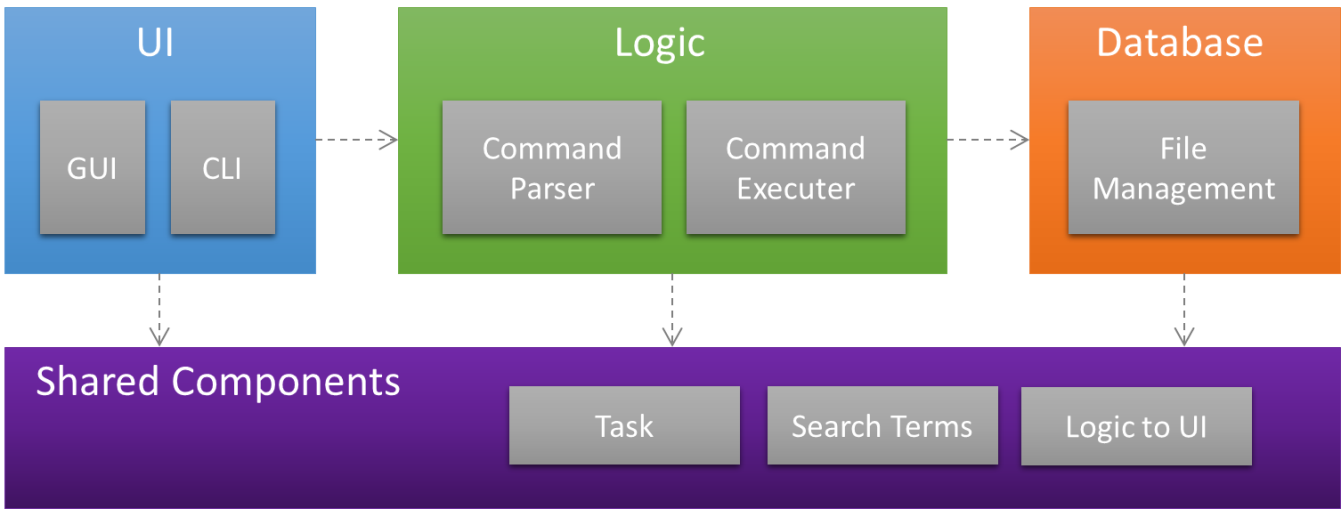 UI
GUI
CLI
Logic
Command
Parser
Command
Executer
Database
File
Management
Shared Components
Task
Search Terms
Logic to UI